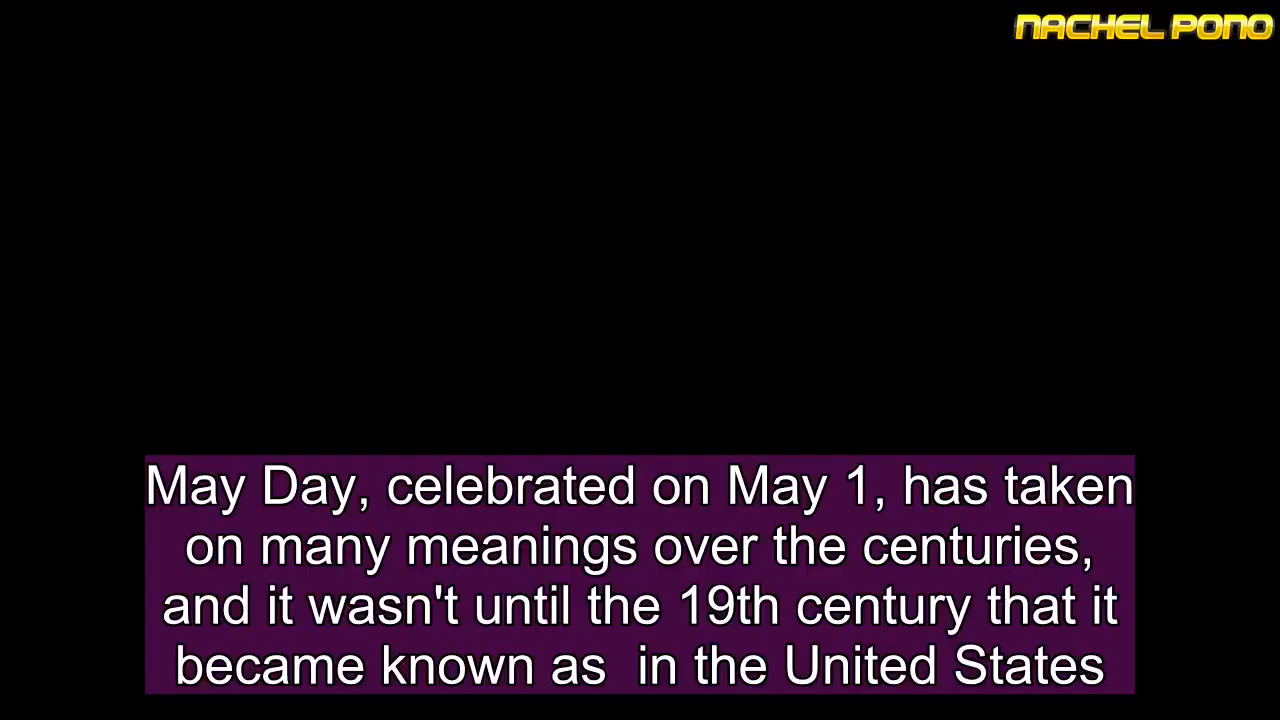 NACHEL PONO
May Day, celebrated on May 1, has taken
on many meanings over the centuries,
and it wasn't until the 19th century that it
became known as  in the United States